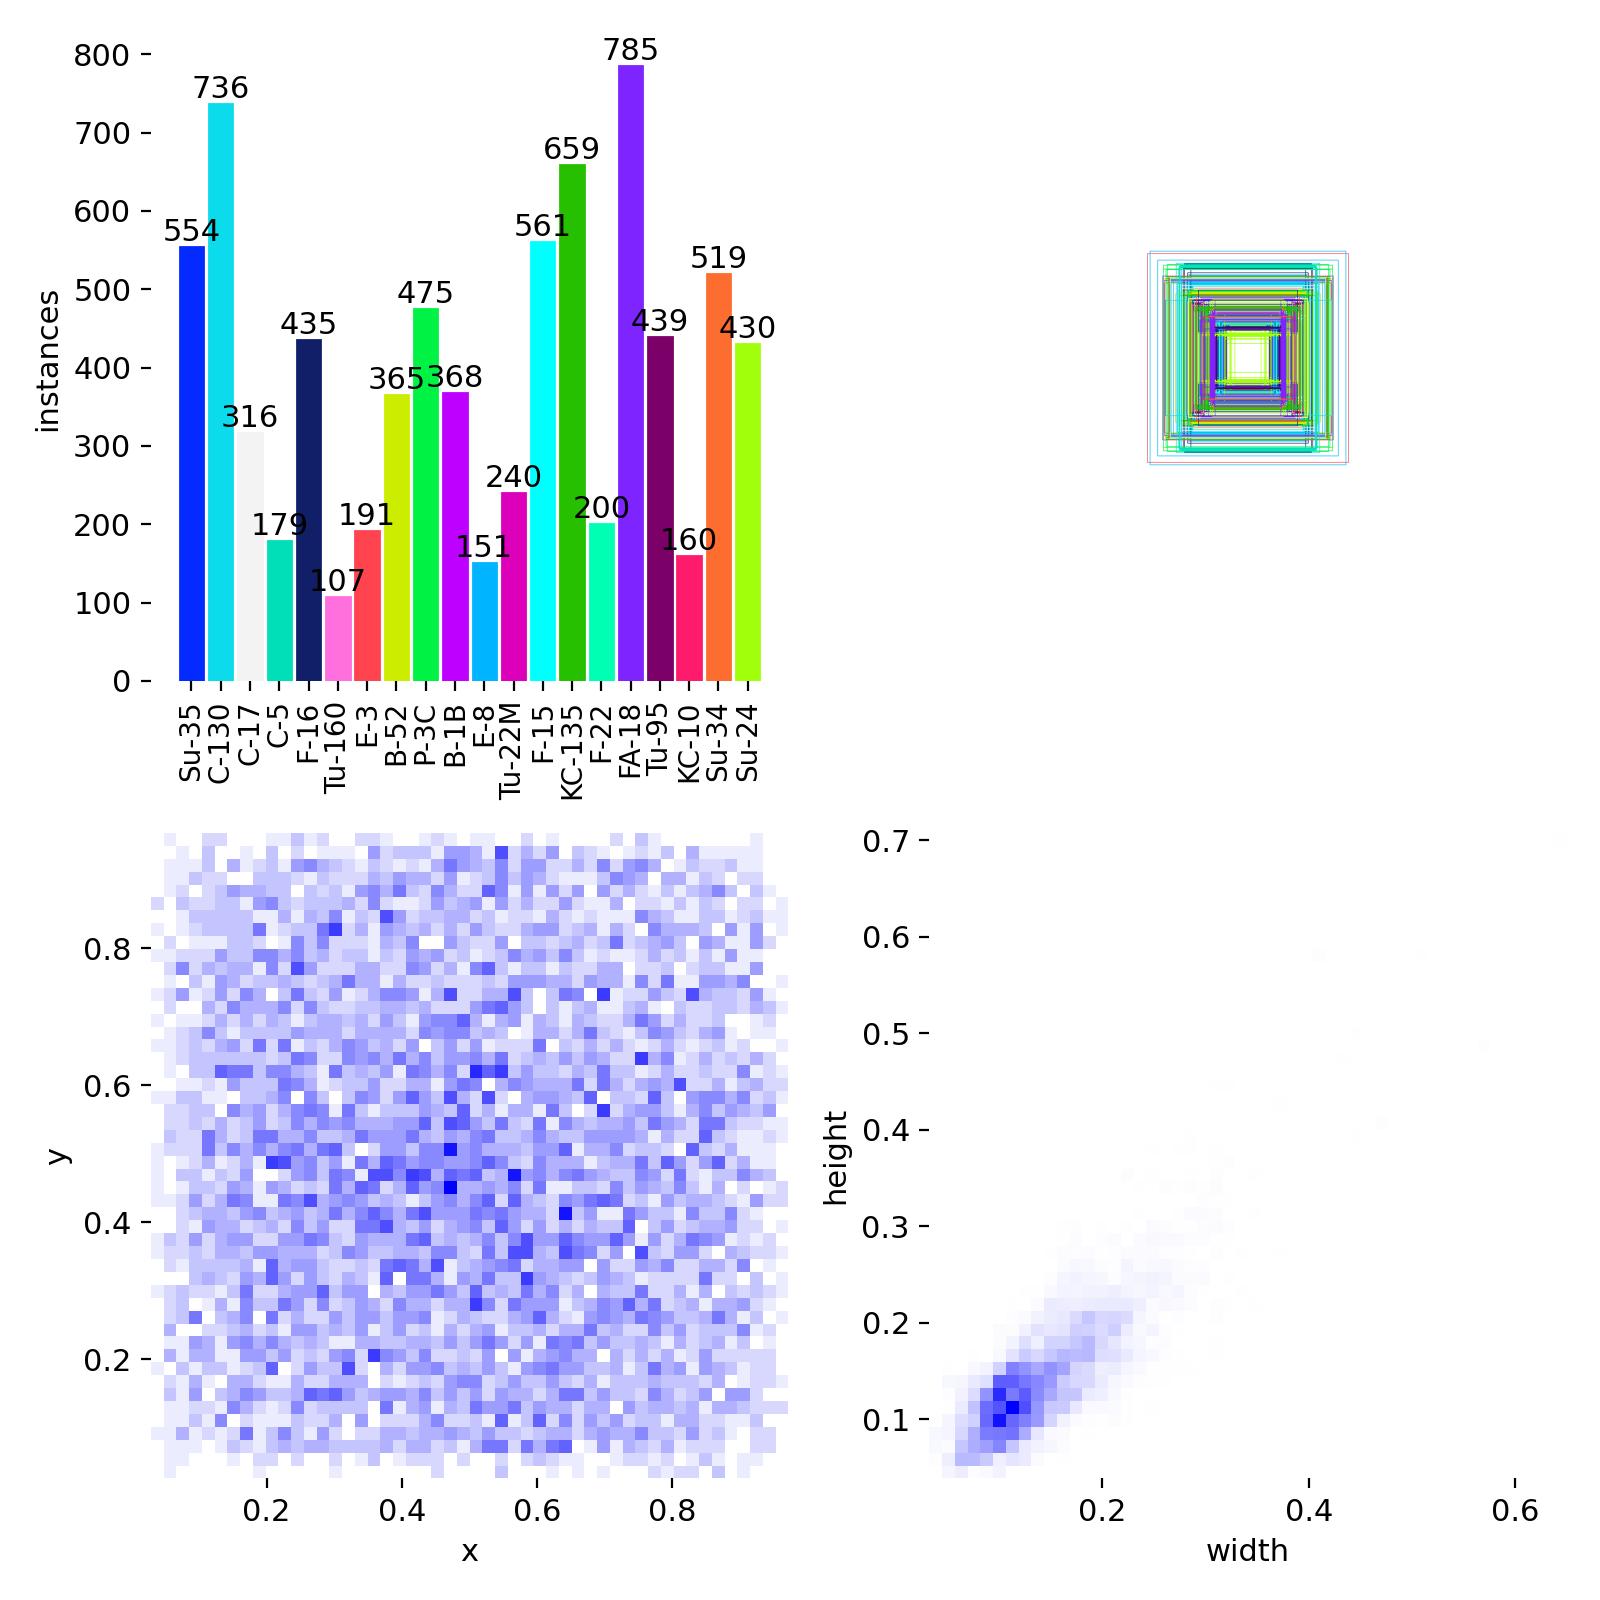 800
700
600
500
400
300
200
100
0
instances
554
736
316
179
435
107
191
365
475
368
151
240
561
659
200
785
439
160
519
430
Su-35
C-130
C-17
C-5
F-16
Tu-160
E-3
B-52
P-3C
B-1B
E-8
Tu-22M
F-15
KC-135
F-22
FA-18
Tu-95
KC-10
Su-34
Su-24
0.8
0.6
0.4
0.2
y
0.2
0.4
0.6
0.8
x
0.7
0.6
0.5
0.4
0.3
0.2
0.1
height
0.2
0.4
0.6
width